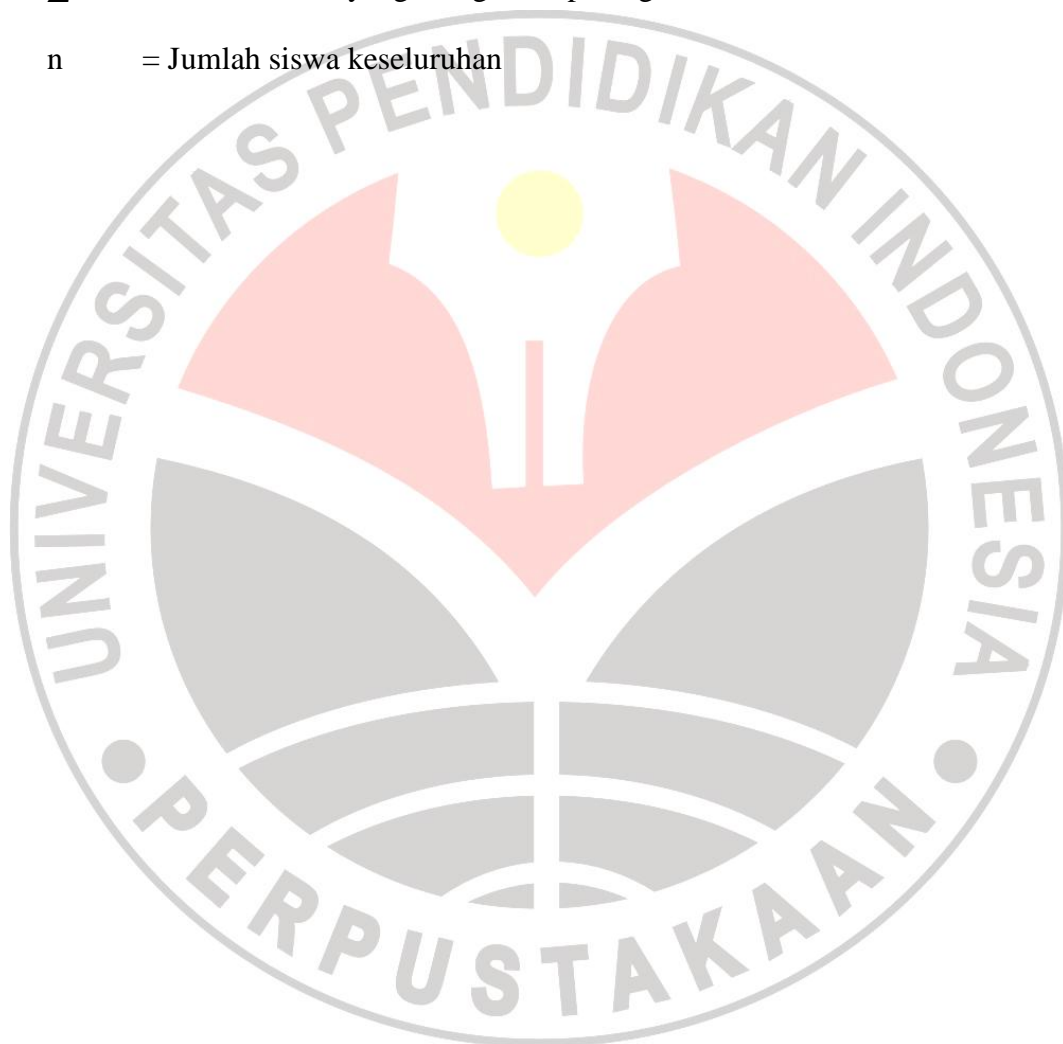 n = Jumlah siswa keseluruhan
UNIVERSITAS PENDIDIKAN INDONESIA
PERPUSTAKAAN